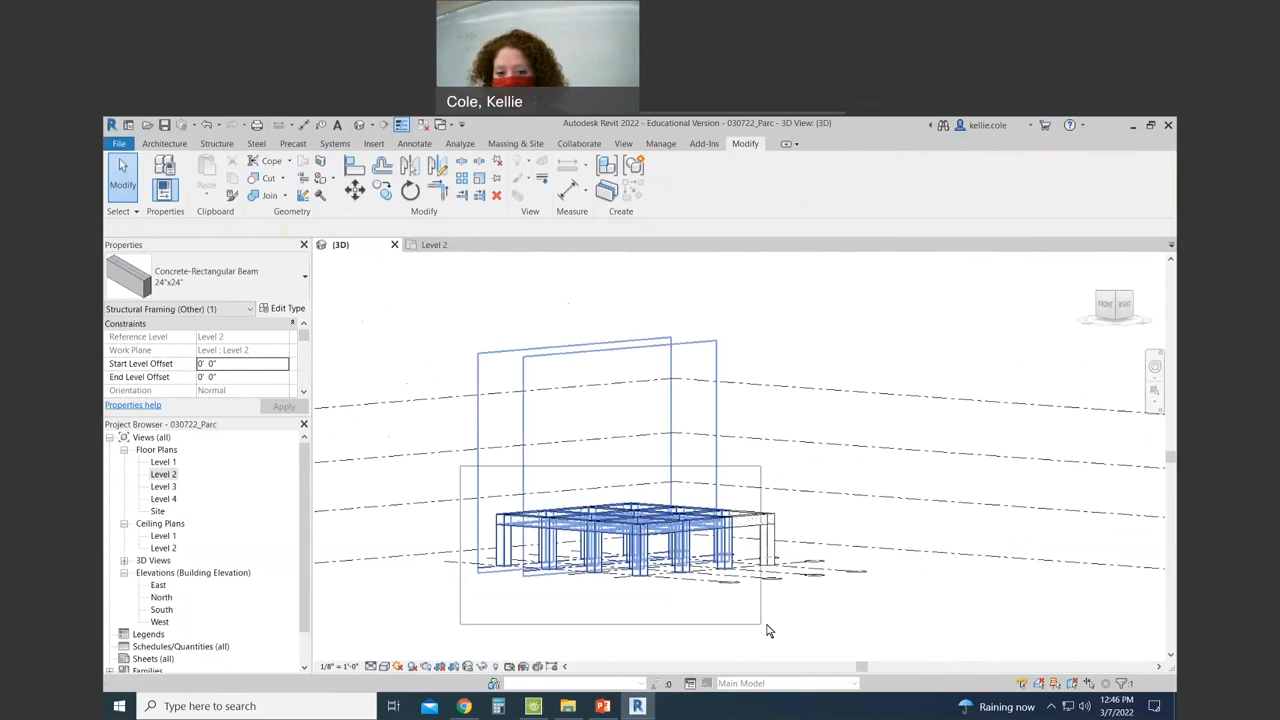 Cole, Kellie
Autodesk Revit 2022 - Educational Version - 030722_Parc - 3D View: {3D}
kellie.cole
File Architecture Structure Steel Precast Systems Insert Annotate Analyze Massing & Site Collaborate View Manage Add-Ins Modify
Modify
Paste
Cope
Cut
Join
Select Properties Clipboard Geometry Modify View Measure Create
Properties
{3D}
Level 2
Concrete-Rectangular Beam
24"x24"
Structural Framing (Other) (1)
Edit Type
Constraints
Reference Level Level 2
Work Plane Level : Level 2
Start Level Offset 0' 0"
End Level Offset 0' 0"
Orientation Normal
Properties help
Apply
Project Browser - 030722_Parc
Views (all)
Floor Plans
Level 1
Level 2
Level 3
Level 4
Site
Ceiling Plans
Level 1
Level 2
3D Views
Elevations (Building Elevation)
East
North
South
West
Legends
Schedules/Quantities (all)
Sheets (all)
Families
FRONT
RIGHT
1/8" = 1'-0"
:0
Main Model
:1
Type here to search
Raining now
12:46 PM
3/7/2022